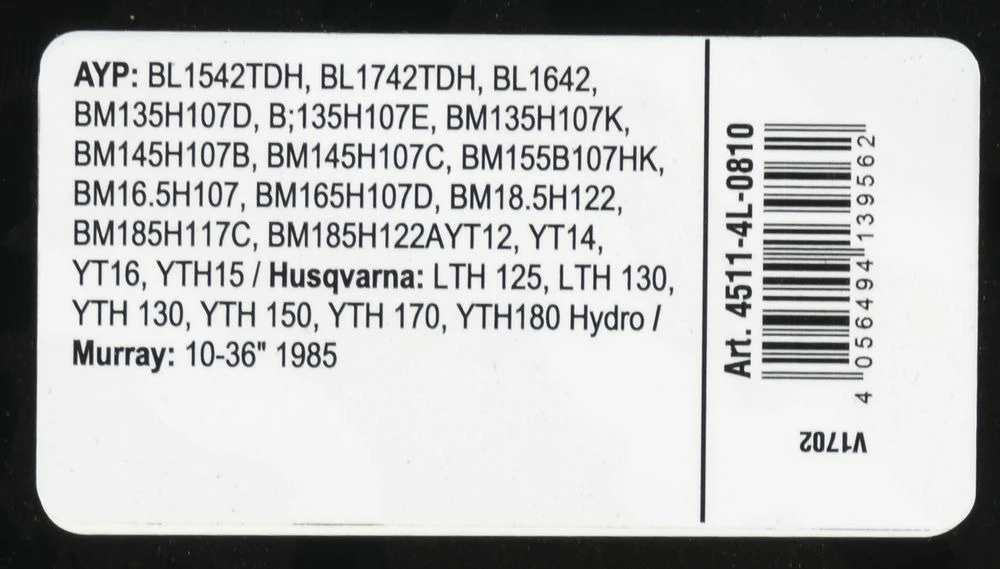 AYP: BL1542TDH, BL1742TDH, BL1642,
BM135H107D, B;135H107E, BM135H107K,
BM145H107B, BM145H107C, BM155B107HK,
BM16.5H107, BM165H107D, BM18.5H122,
BM185H117C, BM185H122AYT12, YT14,
YT16, YTH15 / Husqvarna: LTH 125, LTH 130,
YTH 130, YTH 150, YTH 170, YTH180 Hydro /
Murray: 10-36" 1985
Art. 4511-4L-0810
4 056494 139562
V1702